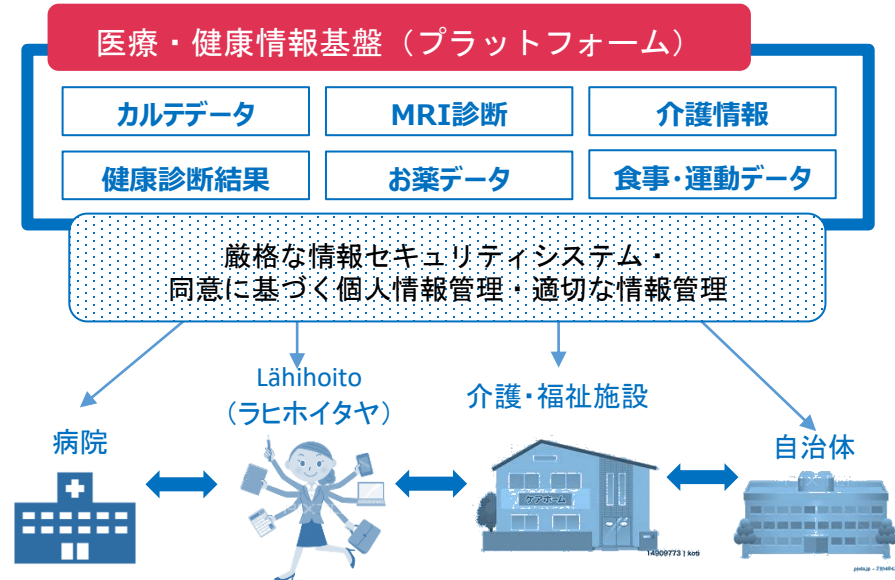 医療・健康情報基盤（プラットフォーム）
カルテデータ
MRI診断
介護情報
健康診断結果
お薬データ
食事・運動データ
厳格な情報セキュリティシステム・
同意に基づく個人情報管理・適切な情報管理
病院
Lähihoito
（ラヒホイタヤ）
介護・福祉施設
自治体
ケアホーム
14909773 | koti